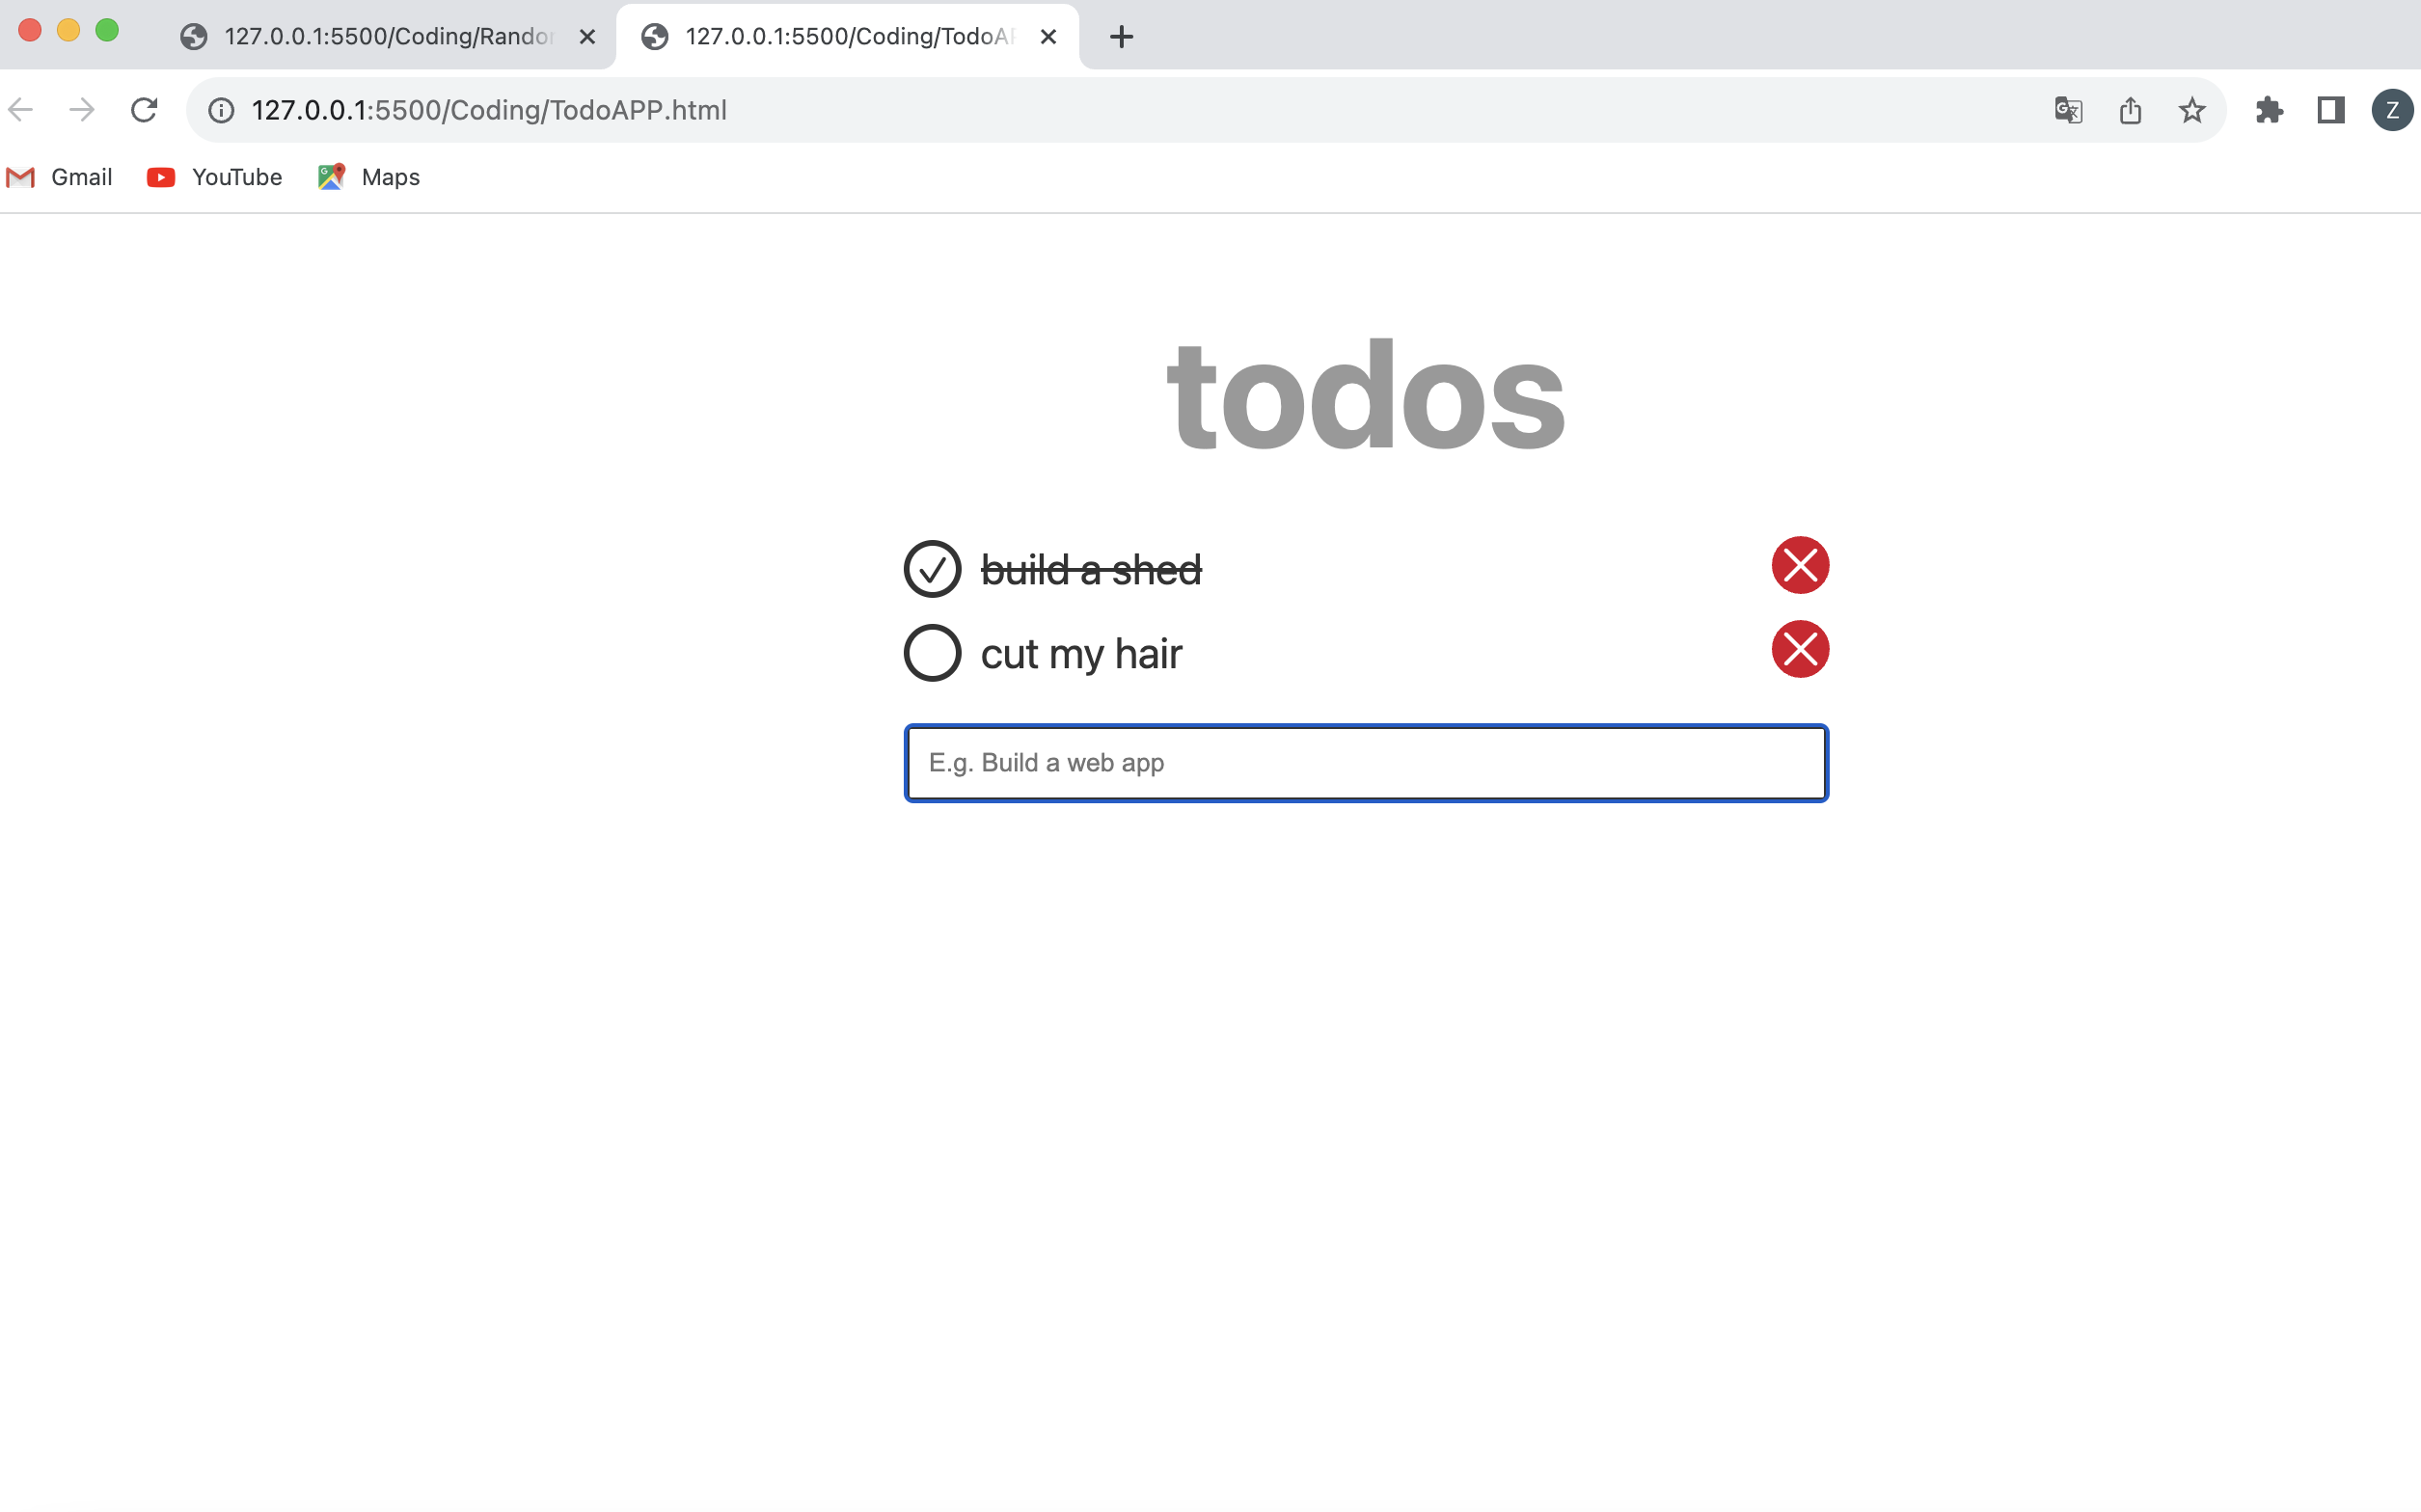 127.0.0.1:5500/Coding/Rando
127.0.0.1:5500/Coding/TodoA
127.0.0.1:5500/Coding/TodoAPP.html
Z
Gmail
YouTube
Maps
todos
build a shed
cut my hair
E.g. Build a web app